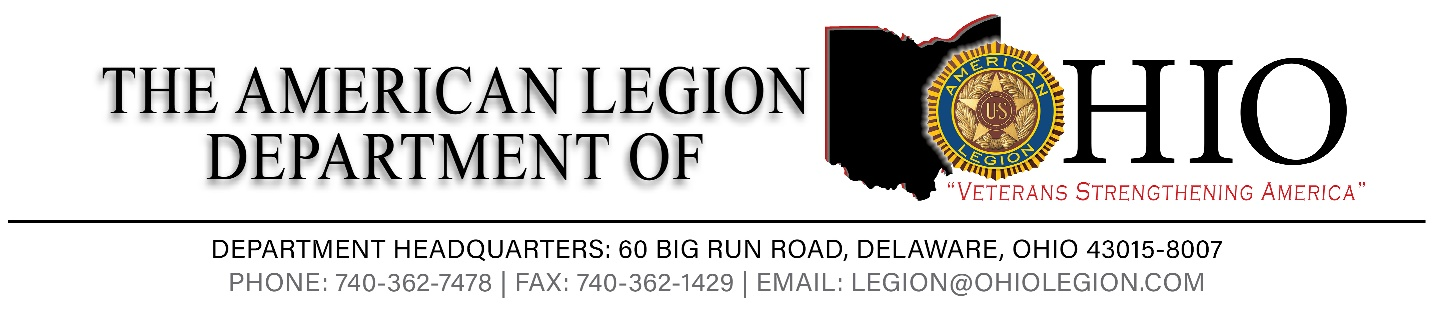 THE AMERICAN LEGION
DEPARTMENT OF OHIO
AMERICAN
US
LEGION
“VETERANS STRENGTHENING AMERICA”
DEPARTMENT HEADQUARTERS: 60 BIG RUN ROAD, DELAWARE, OHIO 43015-8007
PHONE: 740-362-7478 | FAX: 740-362-1429 | EMAIL: LEGION@OHIOLEGION.COM